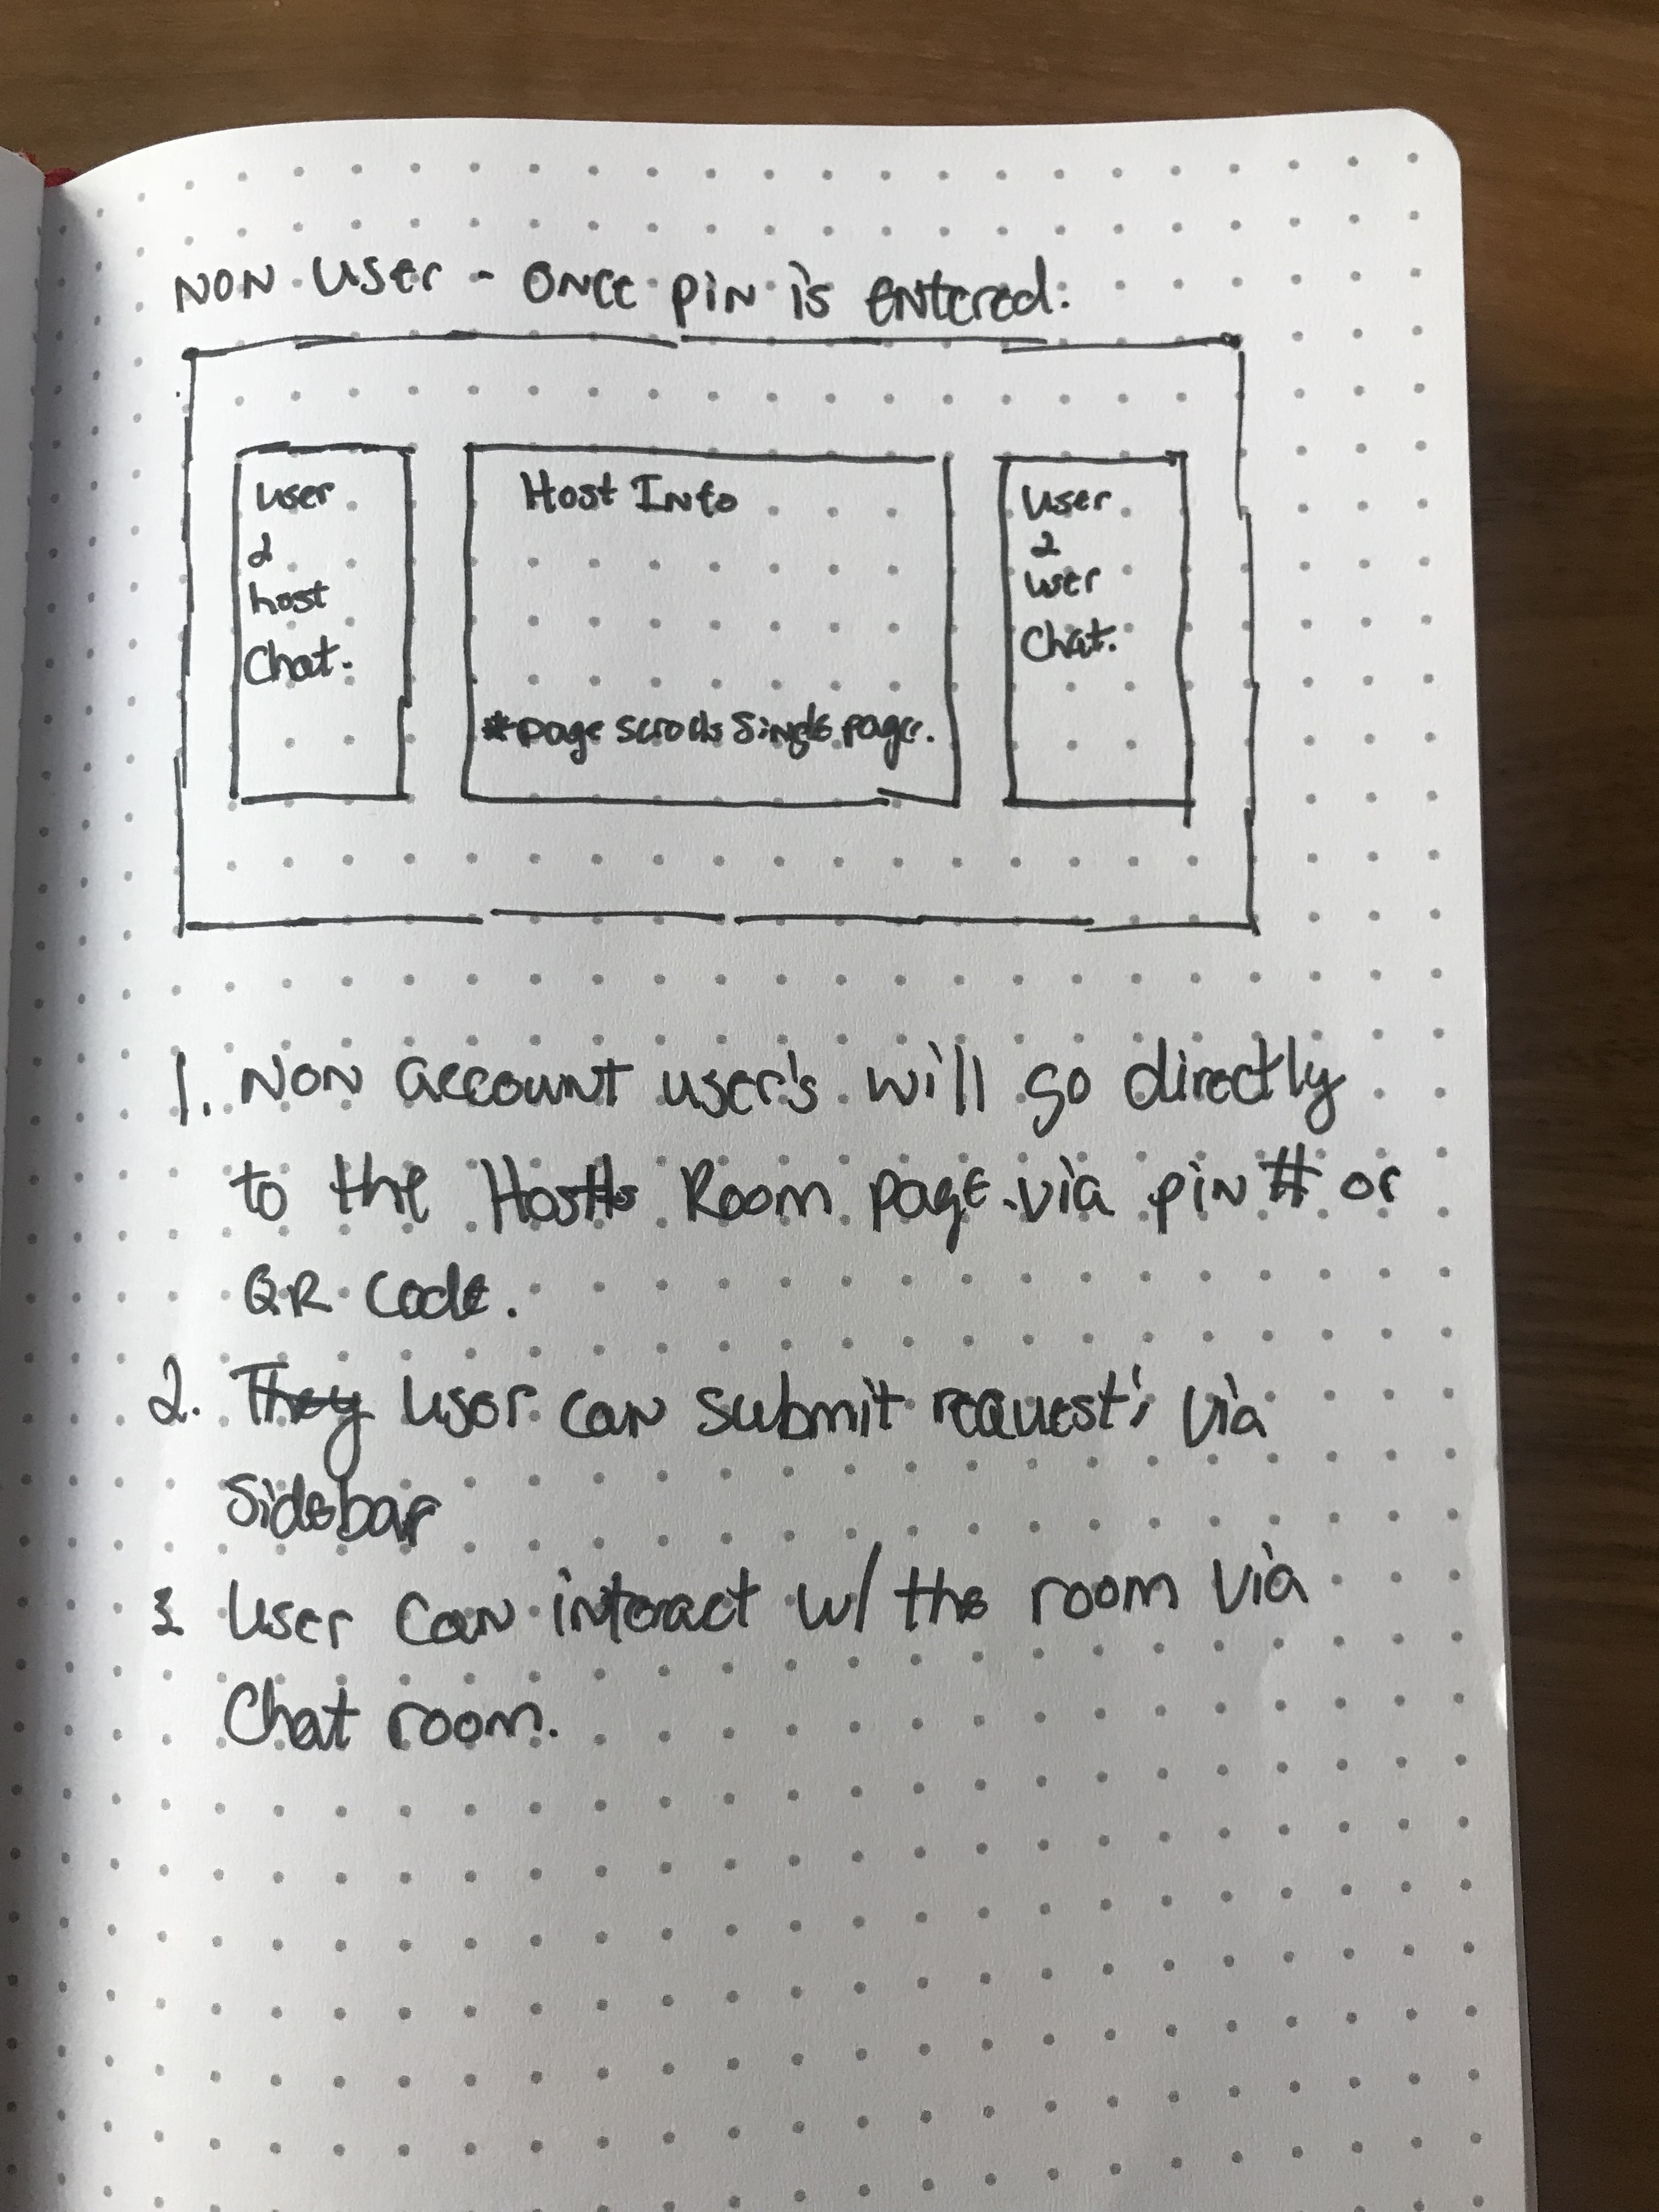 NON User - Once pin is entered:
User
2
host
Chat.
Host Info
*page scrolls single page.
User
2
user
Chat.
1. Non account user's will go directly
to the Host's Room page via pin # or
QR code.
2. They User can submit request's via
Sidebar
3. User can interact w/ the room via
Chat room.